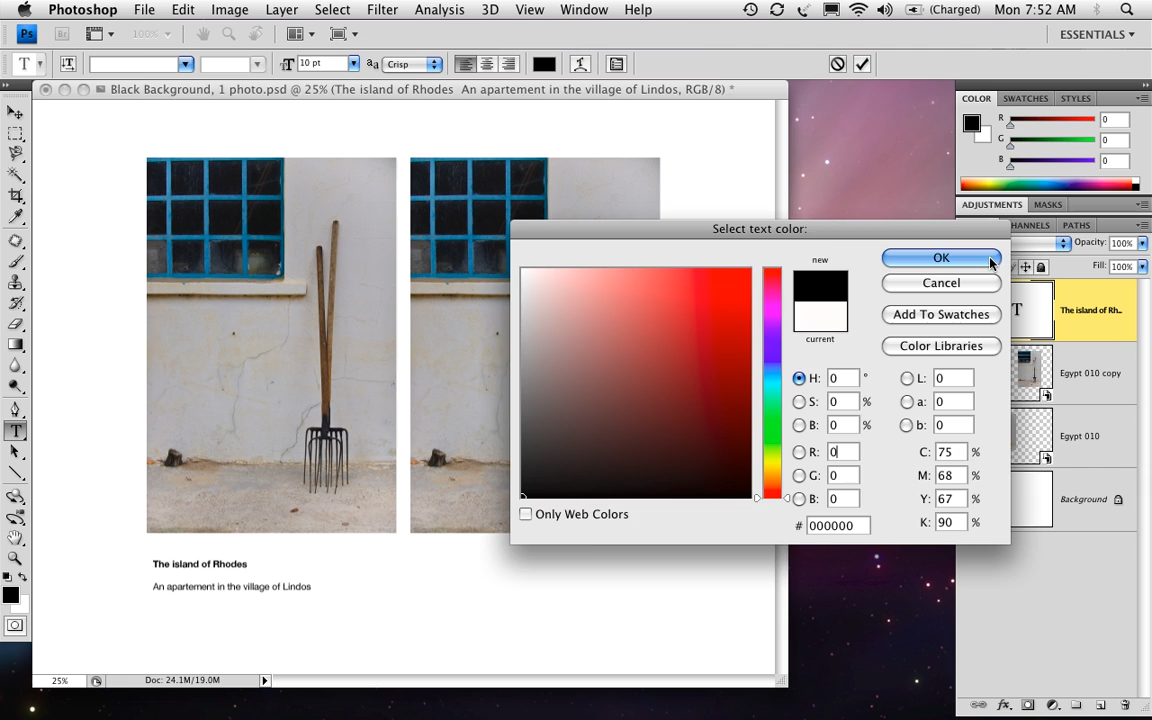 Photoshop File Edit Image Layer Select Filter Analysis 3D View Window Help (Charged) Mon 7:52 AM
Ps Br 100% ESSENTIALS
T T 10 pt aa Crisp
Black Background, 1 photo.psd @ 25% (The island of Rhodes An apartement in the village of Lindos, RGB/8) *
COLOR SWATCHES STYLES
R 0
G 0
B 0
ADJUSTMENTS MASKS
CHANNELS PATHS
Opacity: 100%
Fill: 100%
T The island of Rh...
Egypt 010 copy
Egypt 010
Background
Select text color:
new
current
OK
Cancel
Add To Swatches
Color Libraries
H: 0 ° L: 0
S: 0 % a: 0
B: 0 % b: 0
R: 0 C: 75 %
G: 0 M: 68 %
B: 0 Y: 67 %
# 000000 K: 90 %
Only Web Colors
The island of Rhodes
An apartement in the village of Lindos
25% Doc: 24.1M/19.0M
fx